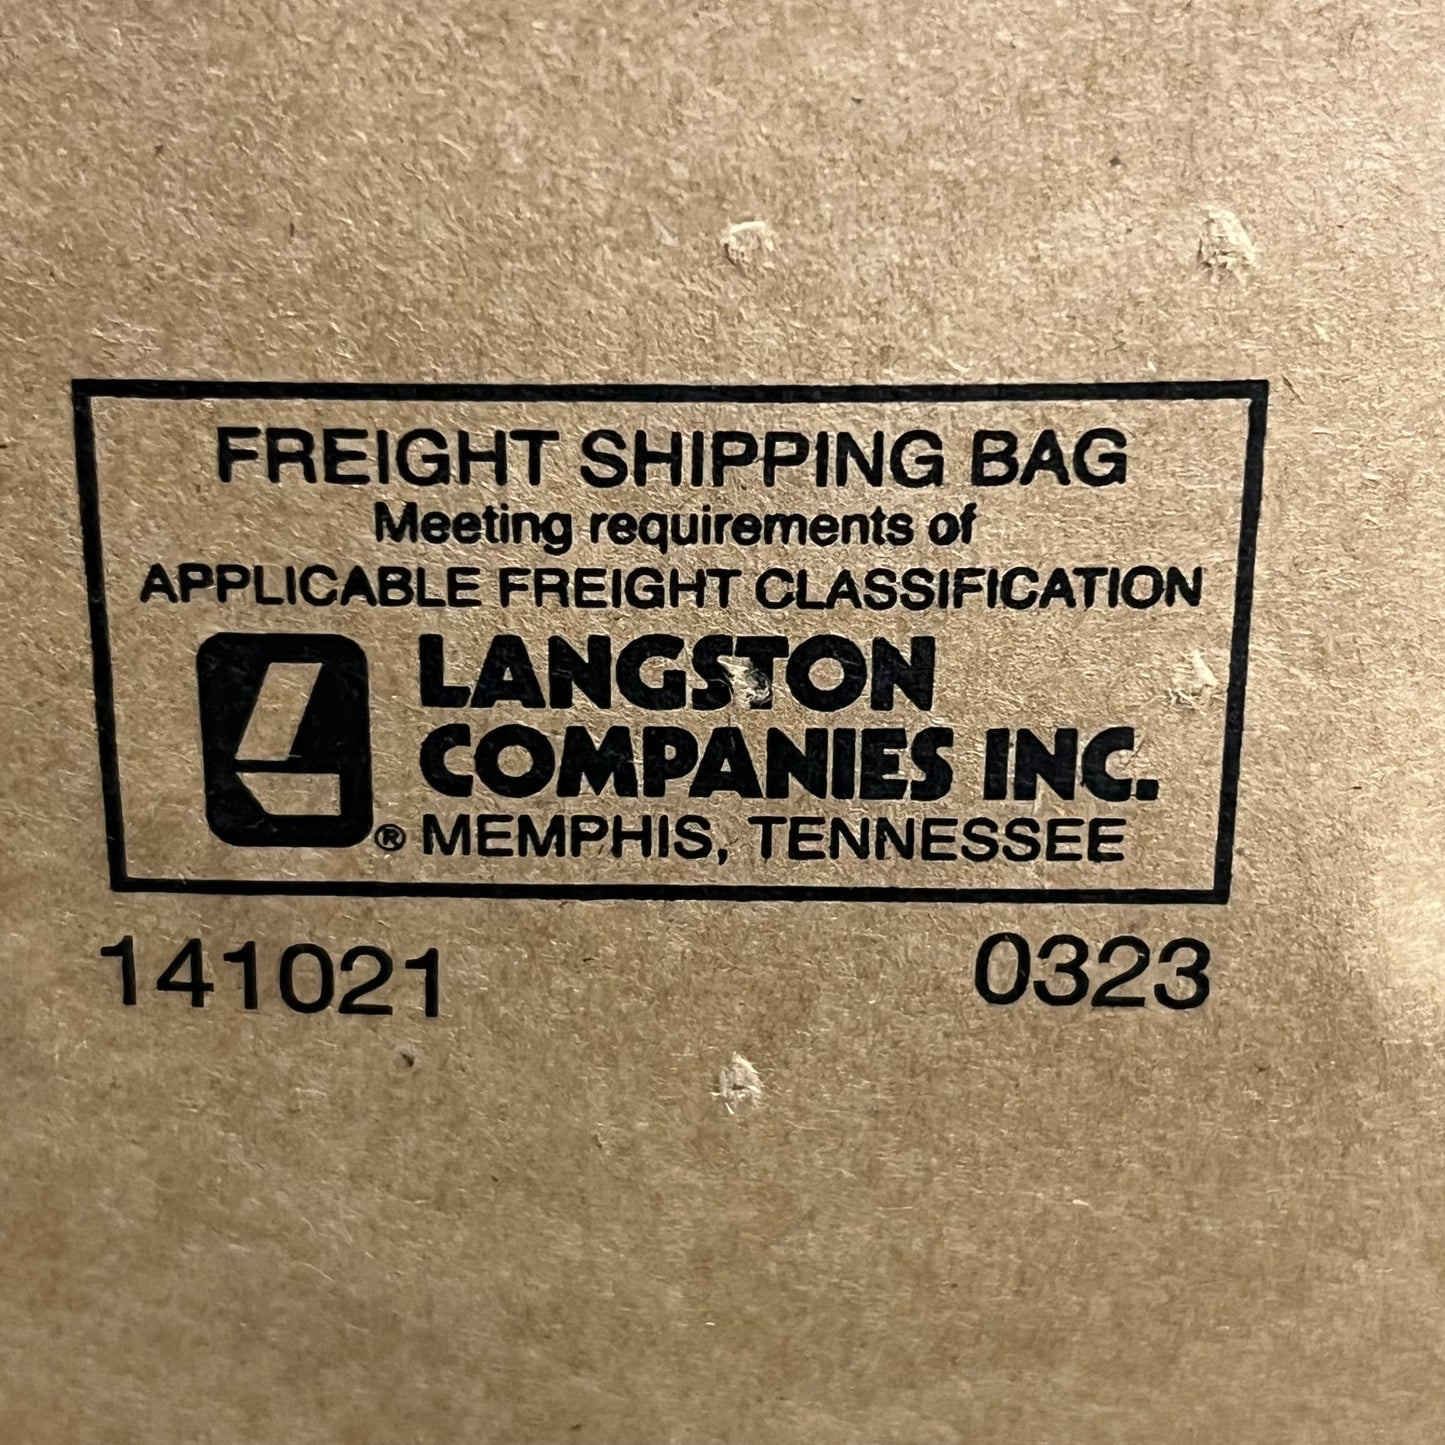 FREIGHT SHIPPING BAG
Meeting requirements of
APPLICABLE FREIGHT CLASSIFICATION
LANGSTON
COMPANIES INC.
® MEMPHIS, TENNESSEE
141021 0323